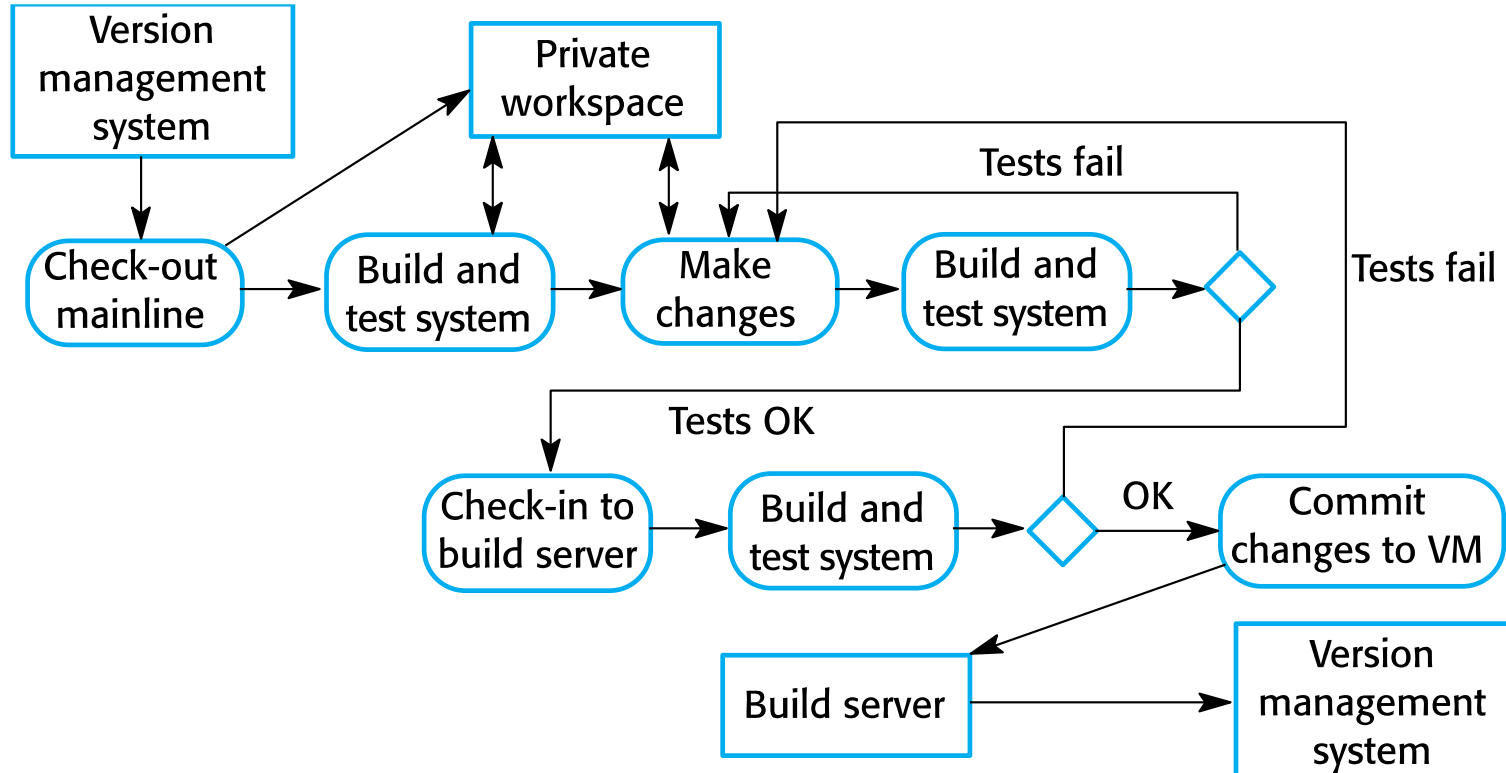 Version
management
system
Private
workspace
Tests fail
Check-out
mainline
Build and
test system
Make
changes
Build and
test system
Tests fail
Tests OK
Check-in to
build server
Build and
test system
OK
Commit
changes to VM
Build server
Version
management
system